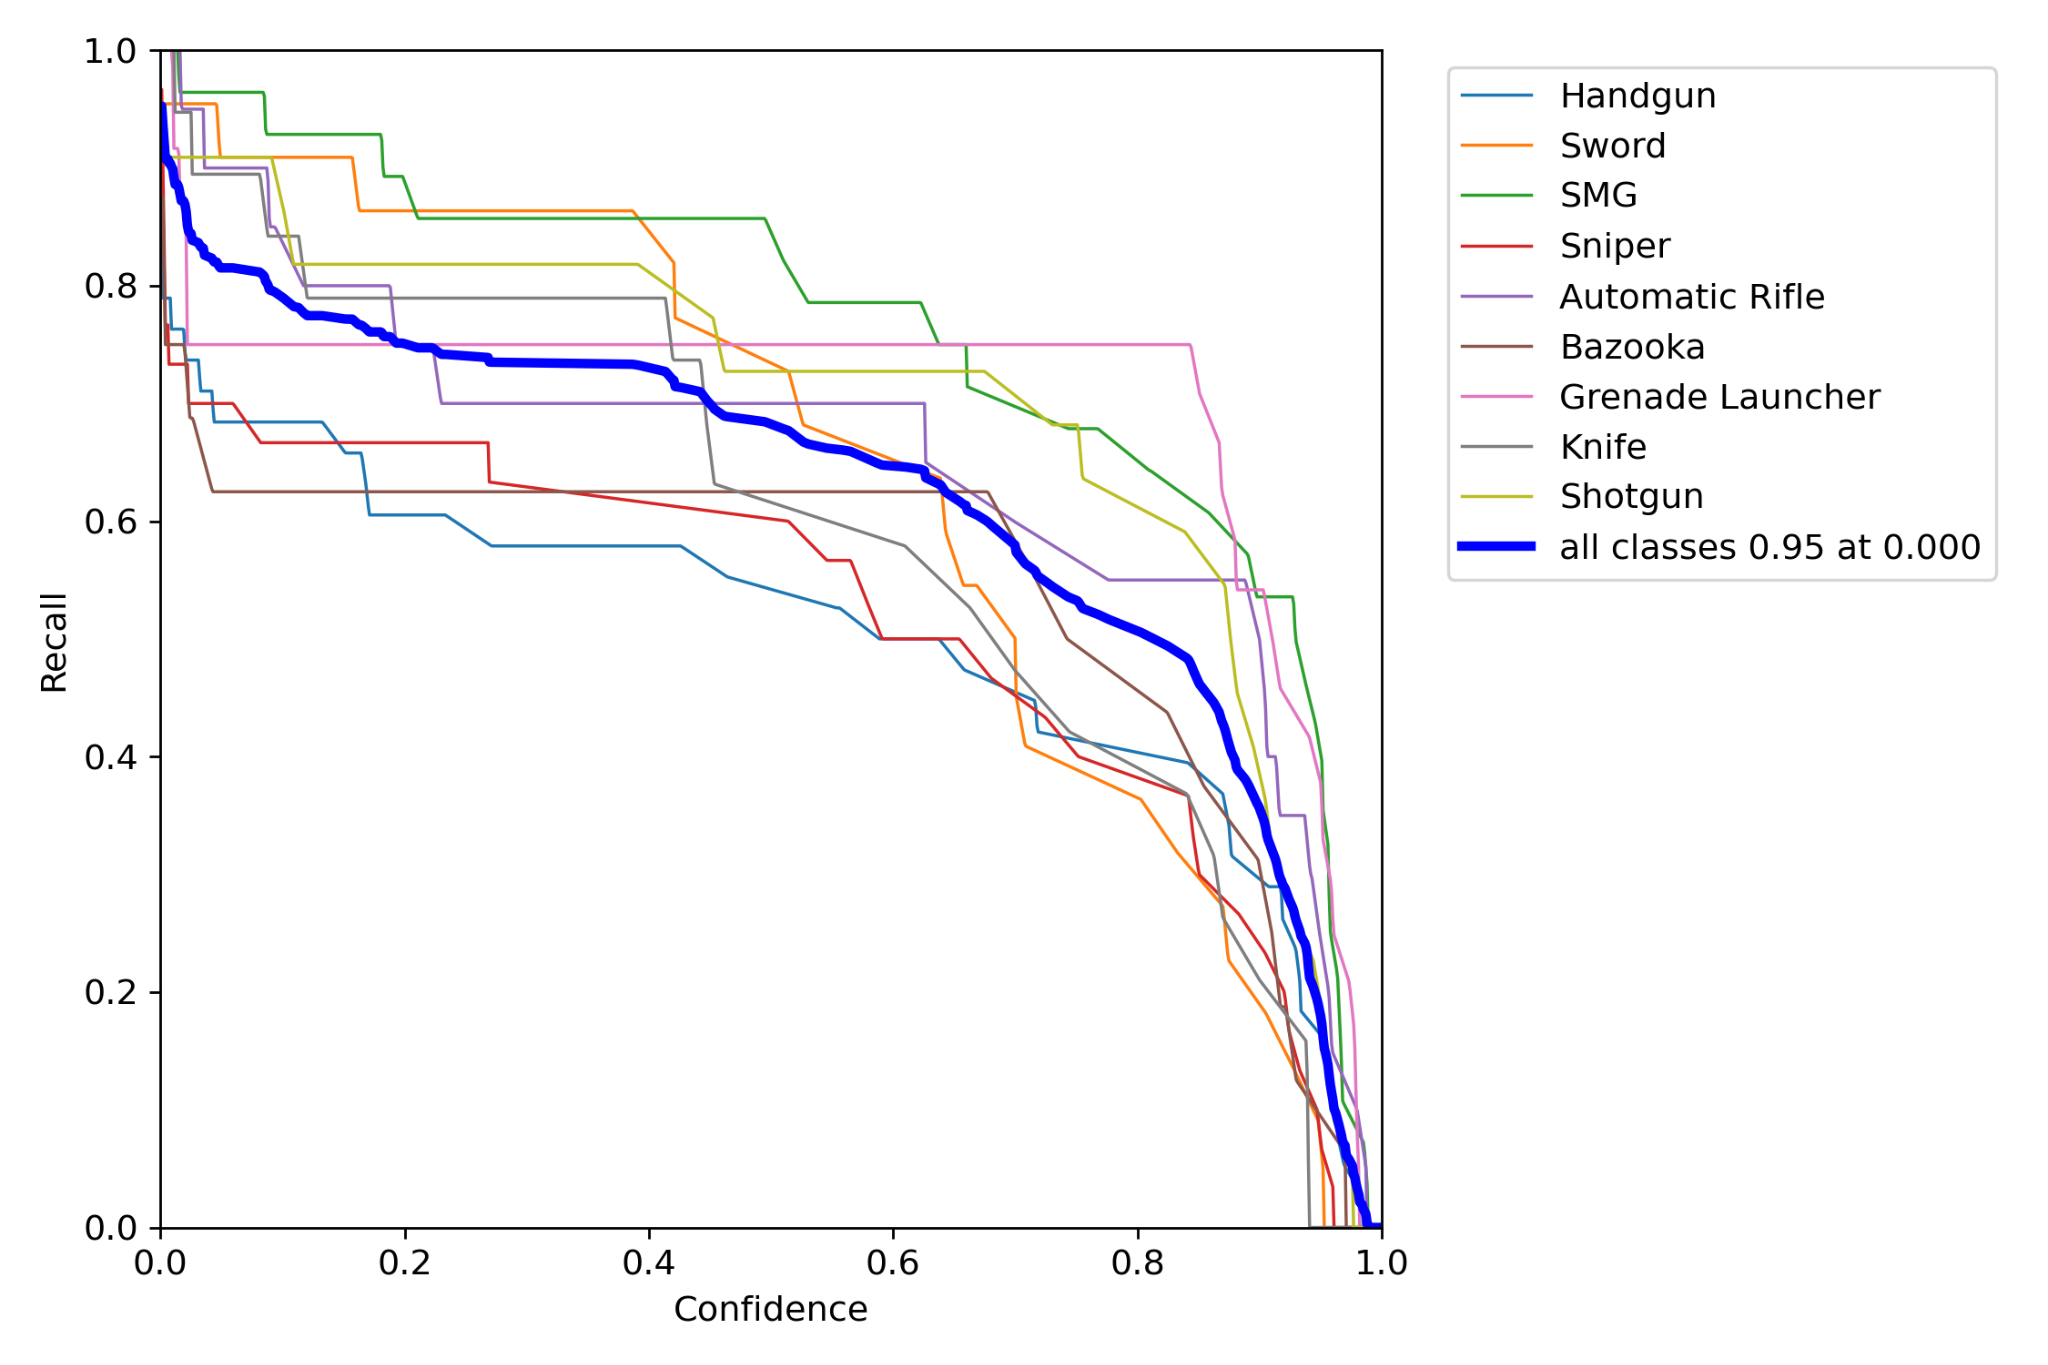 1.0
0.8
0.6
0.4
0.2
0.0
Recall
0.0 0.2 0.4 0.6 0.8 1.0
Confidence
Handgun
Sword
SMG
Sniper
Automatic Rifle
Bazooka
Grenade Launcher
Knife
Shotgun
all classes 0.95 at 0.000